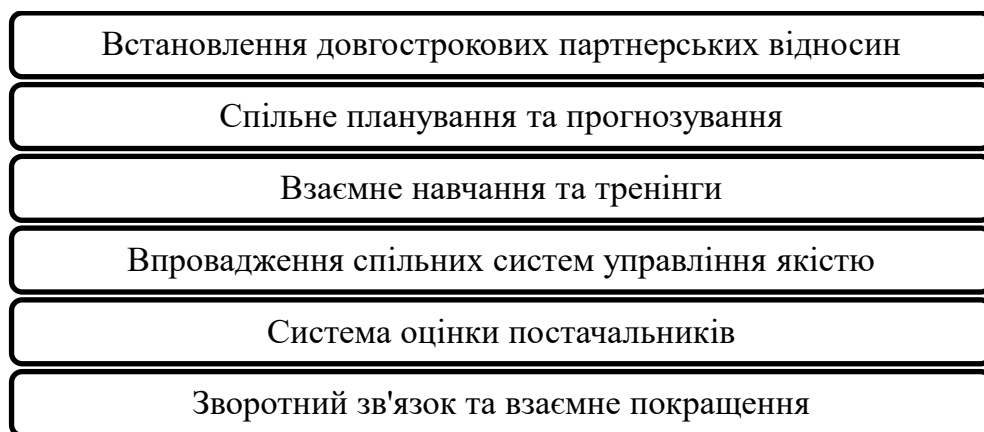 Встановлення довгострокових партнерських відносин
Спільне планування та прогнозування
Взаємне навчання та тренінги
Впровадження спільних систем управління якістю
Система оцінки постачальників
Зворотний зв'язок та взаємне покращення